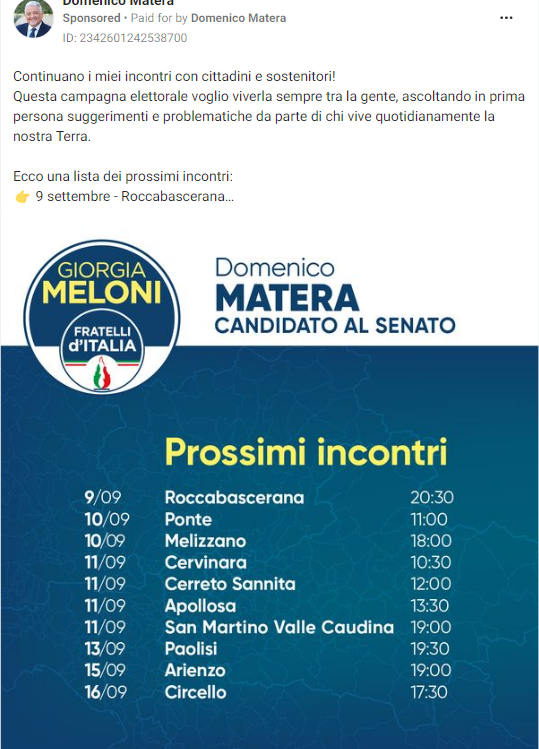 Domenico Matera
Sponsored • Paid for by Domenico Matera
ID: 2342601242538700
Continuano i miei incontri con cittadini e sostenitori!
Questa campagna elettorale voglio viverla sempre tra la gente, ascoltando in prima
persona suggerimenti e problematiche da parte di chi vive quotidianamente la
nostra Terra.
Ecco una lista dei prossimi incontri:
👉 9 settembre - Roccabascerana...
GIORGIA
MELONI
FRATELLI
d'ITALIA
Domenico
MATERA
CANDIDATO AL SENATO
Prossimi incontri
9/09 Roccabascerana 20:30
10/09 Ponte 11:00
10/09 Melizzano 18:00
11/09 Cervinara 10:30
11/09 Cerreto Sannita 12:00
11/09 Apollosa 13:30
11/09 San Martino Valle Caudina 19:00
13/09 Paolisi 19:30
15/09 Arienzo 19:00
16/09 Circello 17:30